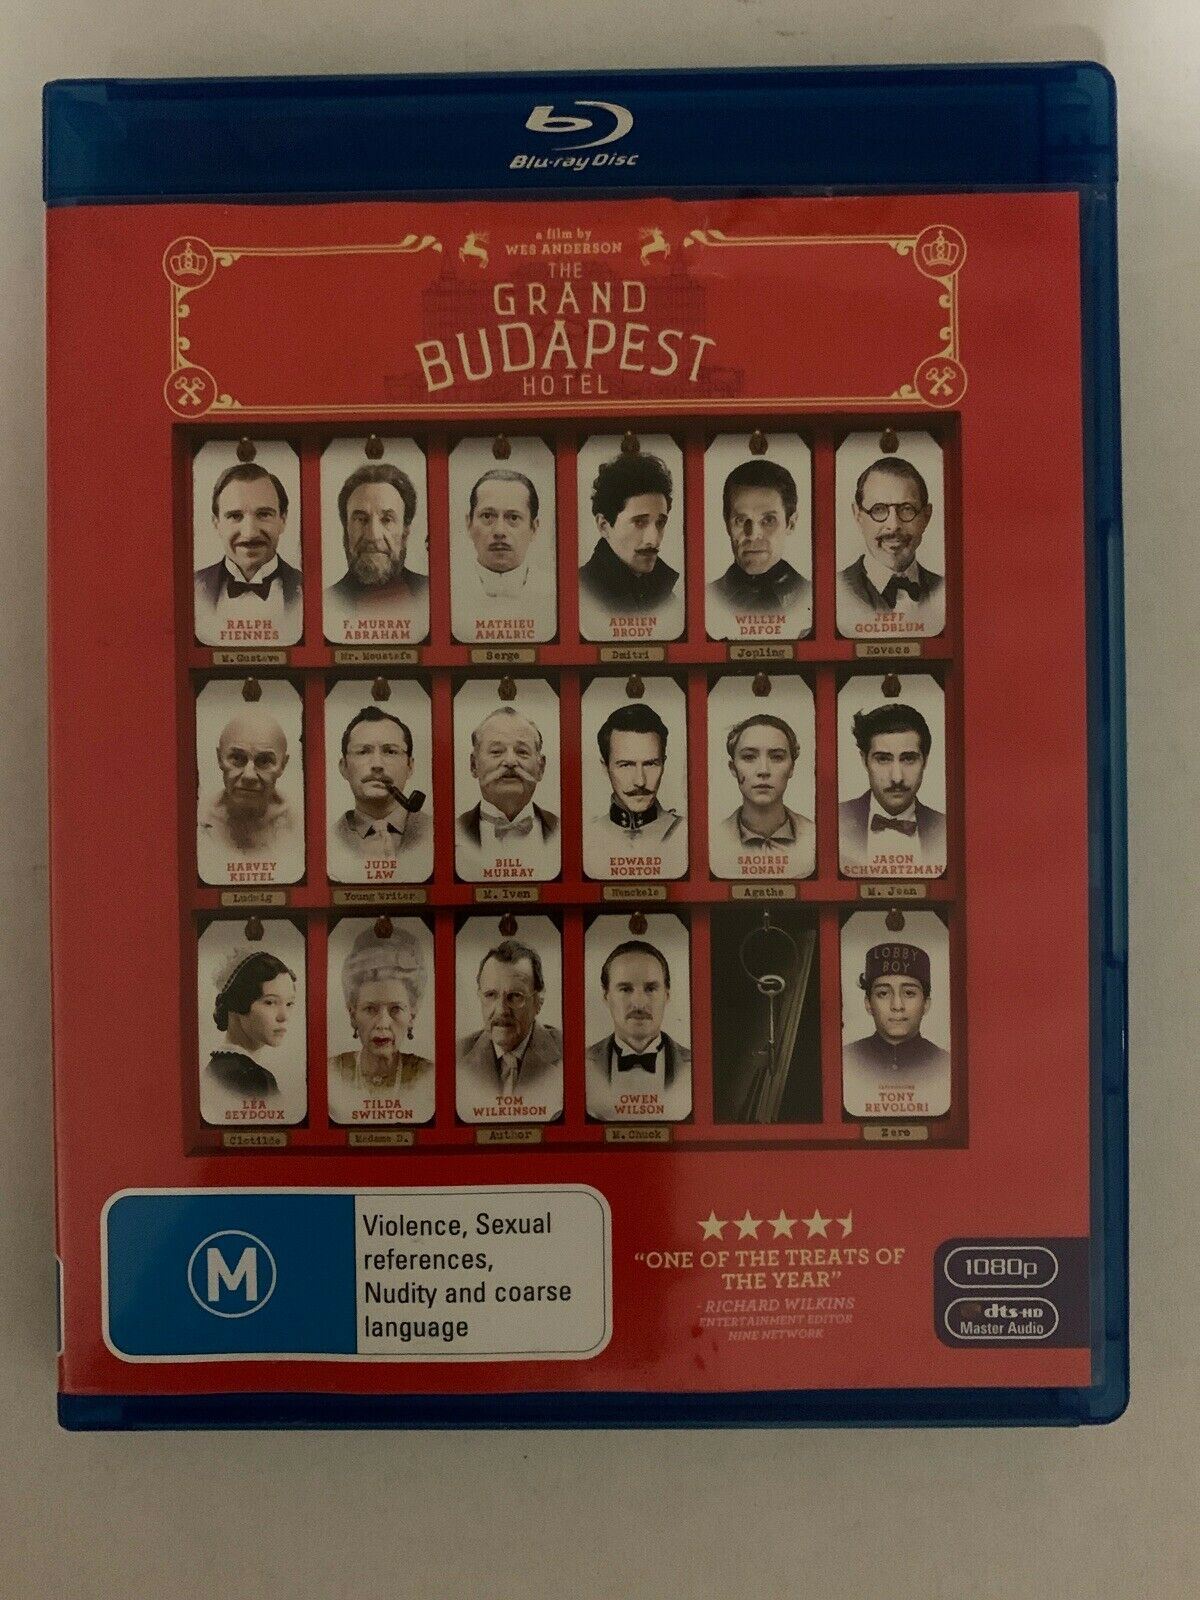 Blu-ray Disc
a film by
WES ANDERSON
THE
GRAND
BUDAPEST
HOTEL
RALPH
FIENNES
F. MURRAY
ABRAHAM
MATHIEU
AMALRIC
ADRIEN
BRODY
WILLEM
DAFOE
JEFF
GOLDBLUM
M. Gustave
Mr. Moustafa
Serge
Dmitri
Jopling
Kovacs
HARVEY
KEITEL
JUDE
LAW
BILL
MURRAY
EDWARD
NORTON
SAOIRSE
RONAN
JASON
SCHWARTZMAN
Ludwig
Young Writer
M. Ivan
Henckels
Agatha
M. Jean
LOBBY
BOY
LÉA
SEYDOUX
TILDA
SWINTON
TOM
WILKINSON
OWEN
WILSON
introducing
TONY
REVOLORI
Clotilde
Madame D.
Author
M. Chuck
Zero
M
Violence, Sexual
references,
Nudity and coarse
language
"ONE OF THE TREATS OF
THE YEAR"
- RICHARD WILKINS
ENTERTAINMENT EDITOR
NINE NETWORK
1080p
dts-HD
Master Audio